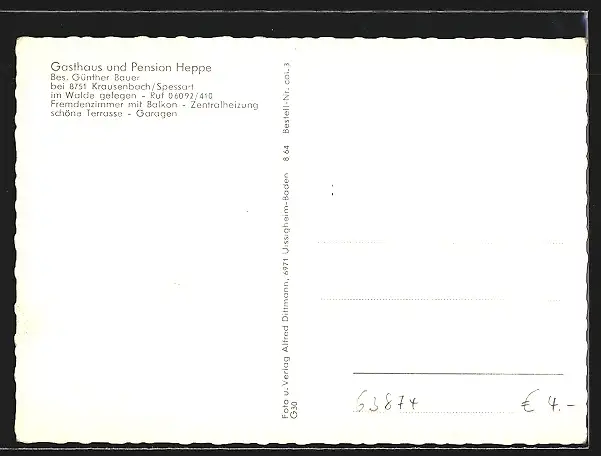 Gasthaus und Pension Heppe
Bes. Günther Bauer
bei 8751 Krausenbach/Spessart
im Walde gelegen - Ruf 06092/410
Fremdenzimmer mit Balkon - Zentralheizung
schöne Terrasse - Garagen
Foto u. Verlag Alfred Dittmann, 6971 Uissigheim-Baden 8 64 Bestell-Nr. col. 3
G30
63874
€ 4.-